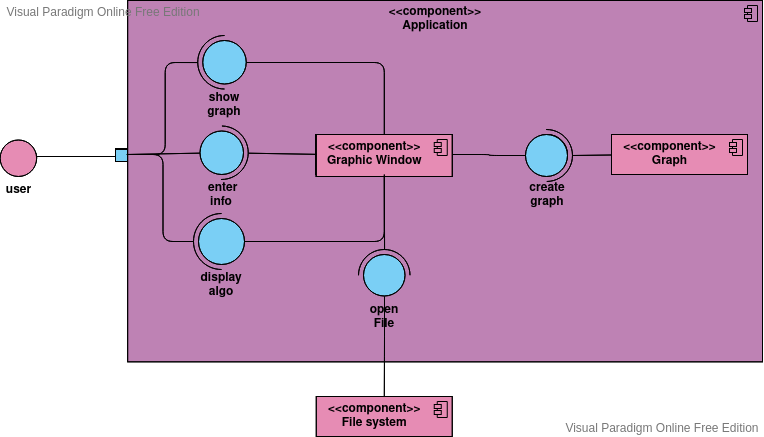 Visual Paradigm Online Free Edition
<<component>>
Application
show
graph
user
<<component>>
Graphic Window
enter
info
create
graph
<<component>>
Graph
display
algo
open
File
<<component>>
File system
Visual Paradigm Online Free Edition